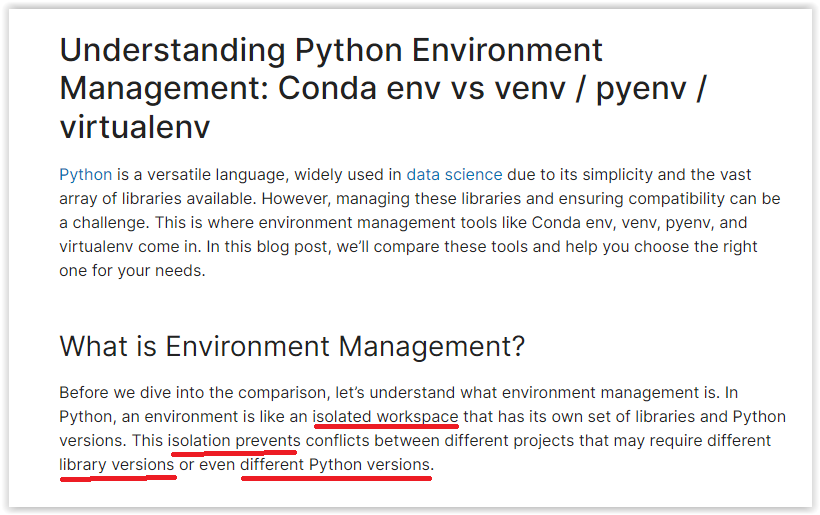 Understanding Python Environment
Management: Conda env vs venv / pyenv /
virtualenv
Python is a versatile language, widely used in data science due to its simplicity and the vast
array of libraries available. However, managing these libraries and ensuring compatibility can be
a challenge. This is where environment management tools like Conda env, venv, pyenv, and
virtualenv come in. In this blog post, we’ll compare these tools and help you choose the right
one for your needs.
What is Environment Management?
Before we dive into the comparison, let’s understand what environment management is. In
Python, an environment is like an isolated workspace that has its own set of libraries and Python
versions. This isolation prevents conflicts between different projects that may require different
library versions or even different Python versions.